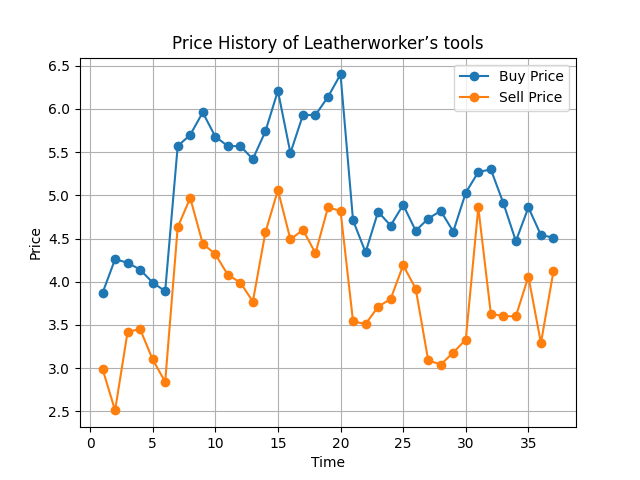 Price History of Leatherworker’s tools
Buy Price
Sell Price
6.5
6.0
5.5
5.0
4.5
4.0
3.5
3.0
2.5
Price
0 5 10 15 20 25 30 35
Time